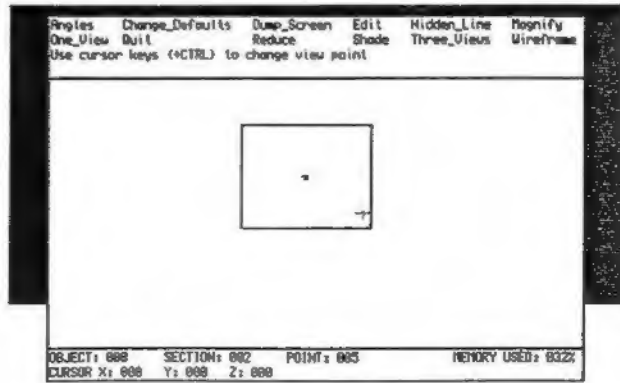 Angles Change_Defaults Dump_Screen Edit Hidden_Line Magnify
One_View Quit Reduce Shade Three_Views Wireframe
Use cursor keys (+CTRL) to change view point
OBJECT: 000 SECTION: 002 POINT: 005 MEMORY USED: 032%
CURSOR X: 000 Y: 000 Z: 000